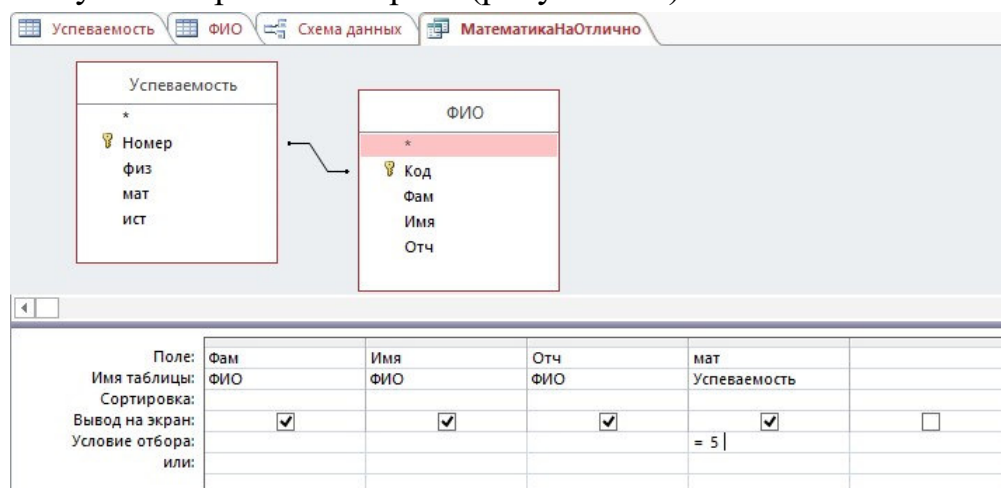 Успеваемость ФИО Схема данных МатематикаНаОтлично
Успеваемость
*
Номер
физ
мат
ист
ФИО
*
Код
Фам
Имя
Отч
Поле: Фам Имя Отч мат
Имя таблицы: ФИО ФИО ФИО Успеваемость
Сортировка:
Вывод на экран:
Условие отбора: = 5
или: